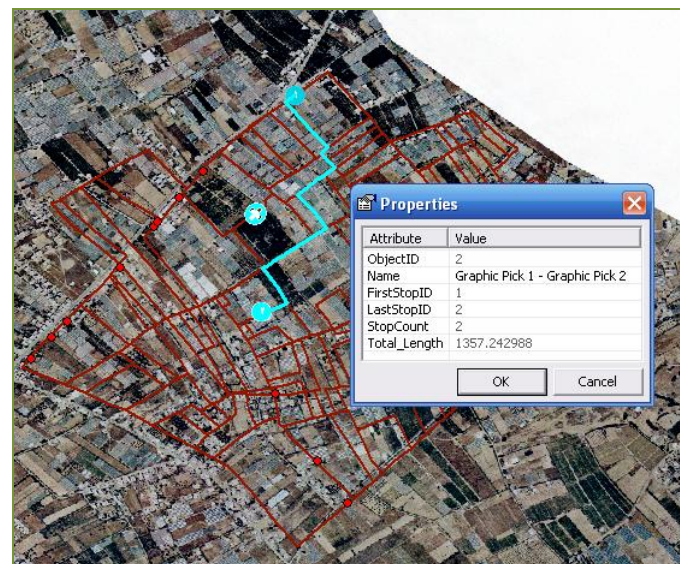 Properties
Attribute Value
ObjectID 2
Name Graphic Pick 1 - Graphic Pick 2
FirstStopID 1
LastStopID 2
StopCount 2
Total_Length 1357.242988
OK Cancel